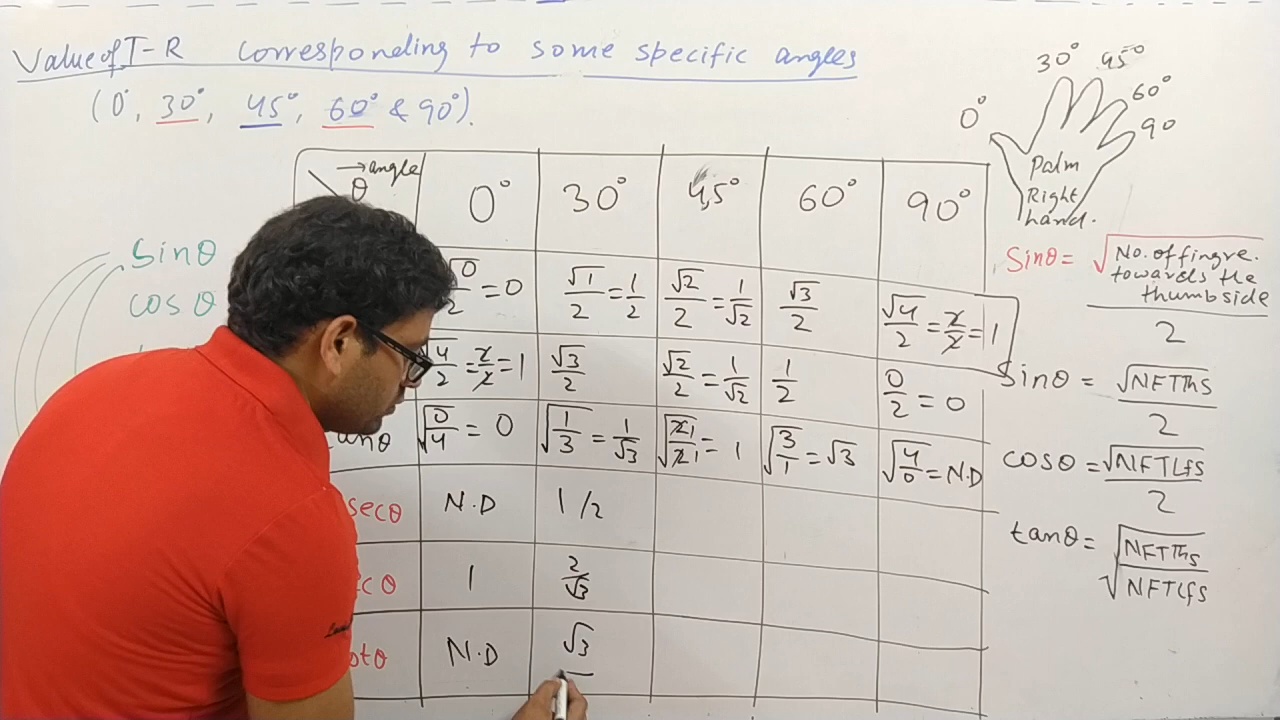 Value of T-R corresponding to some specific angles
(0°, 30°, 45°, 60° & 90°).
0° 30° 45° 60° 90
Palm
Right
hand.
→angle
θ 0° 30° 45° 60° 90°
Sinθ
cosθ
√0/2 = 0 √1/2 = 1/2 √2/2 = 1/√2 √3/2 √4/2 = 2/2 = 1
√4/2 = 2/2 = 1 √3/2 √2/2 = 1/√2 1/2 0/2 = 0
tanθ √0/4 = 0 √1/3 = 1/√3 √2/2 = 1 √3/1 = √3 √4/0 = N.D
secθ N.D 1/2
ecθ 1 2/√3
otθ N.D √3
Sinθ = √No. of fingre.
towards the
thumbside
2
Sinθ = √NFTThS/2
cosθ = √NFTLfS/2
tanθ = √NFTThS/√NFTLfS